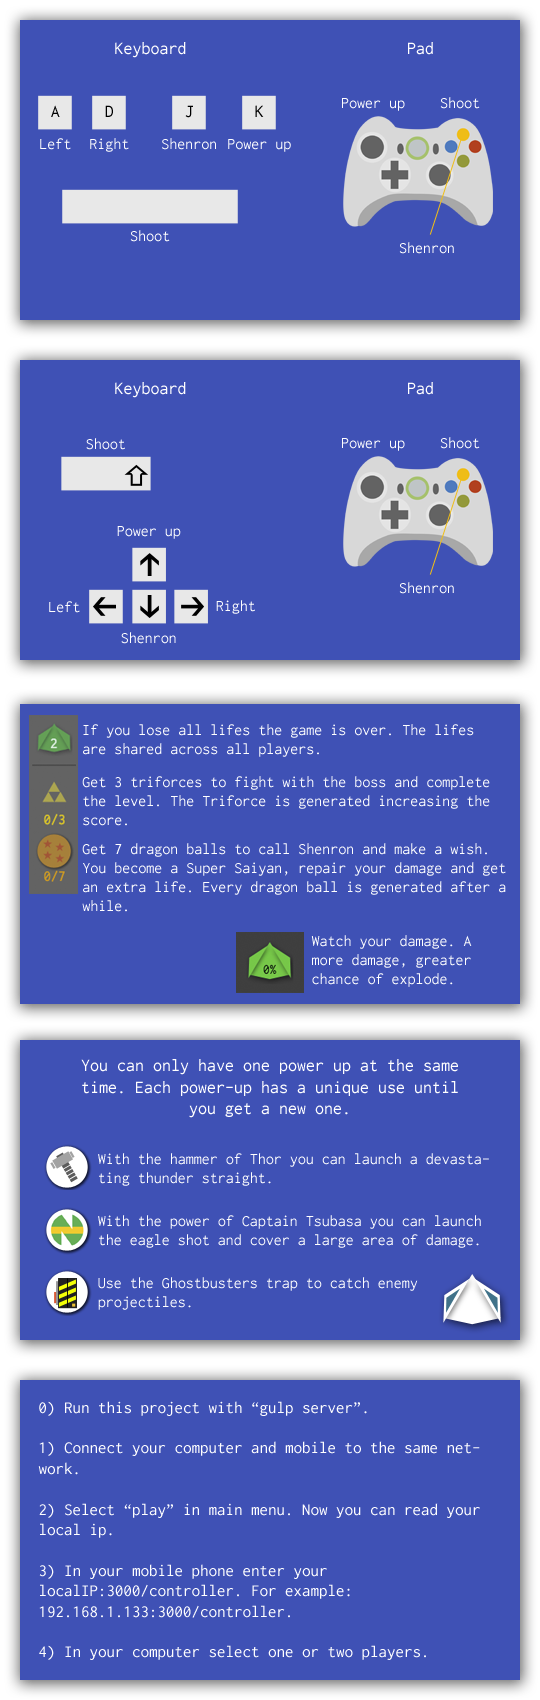 Keyboard Pad
Power up Shoot
A D J K
Left Right Shenron Power up
Shoot
Shenron
Keyboard Pad
Shoot Power up Shoot
Power up
Shenron
Left Right
Shenron
2
If you lose all lifes the game is over. The lifes
are shared across all players.
0/3
Get 3 triforces to fight with the boss and complete
the level. The Triforce is generated increasing the
score.
0/7
Get 7 dragon balls to call Shenron and make a wish.
You become a Super Saiyan, repair your damage and get
an extra life. Every dragon ball is generated after a
while.
0%
Watch your damage. A
more damage, greater
chance of explode.
You can only have one power up at the same
time. Each power-up has a unique use until
you get a new one.
With the hammer of Thor you can launch a devasta-
ting thunder straight.
With the power of Captain Tsubasa you can launch
the eagle shot and cover a large area of damage.
Use the Ghostbusters trap to catch enemy
projectiles.
0) Run this project with “gulp server”.
1) Connect your computer and mobile to the same net-
work.
2) Select “play” in main menu. Now you can read your
local ip.
3) In your mobile phone enter your
localIP:3000/controller. For example:
192.168.1.133:3000/controller.
4) In your computer select one or two players.